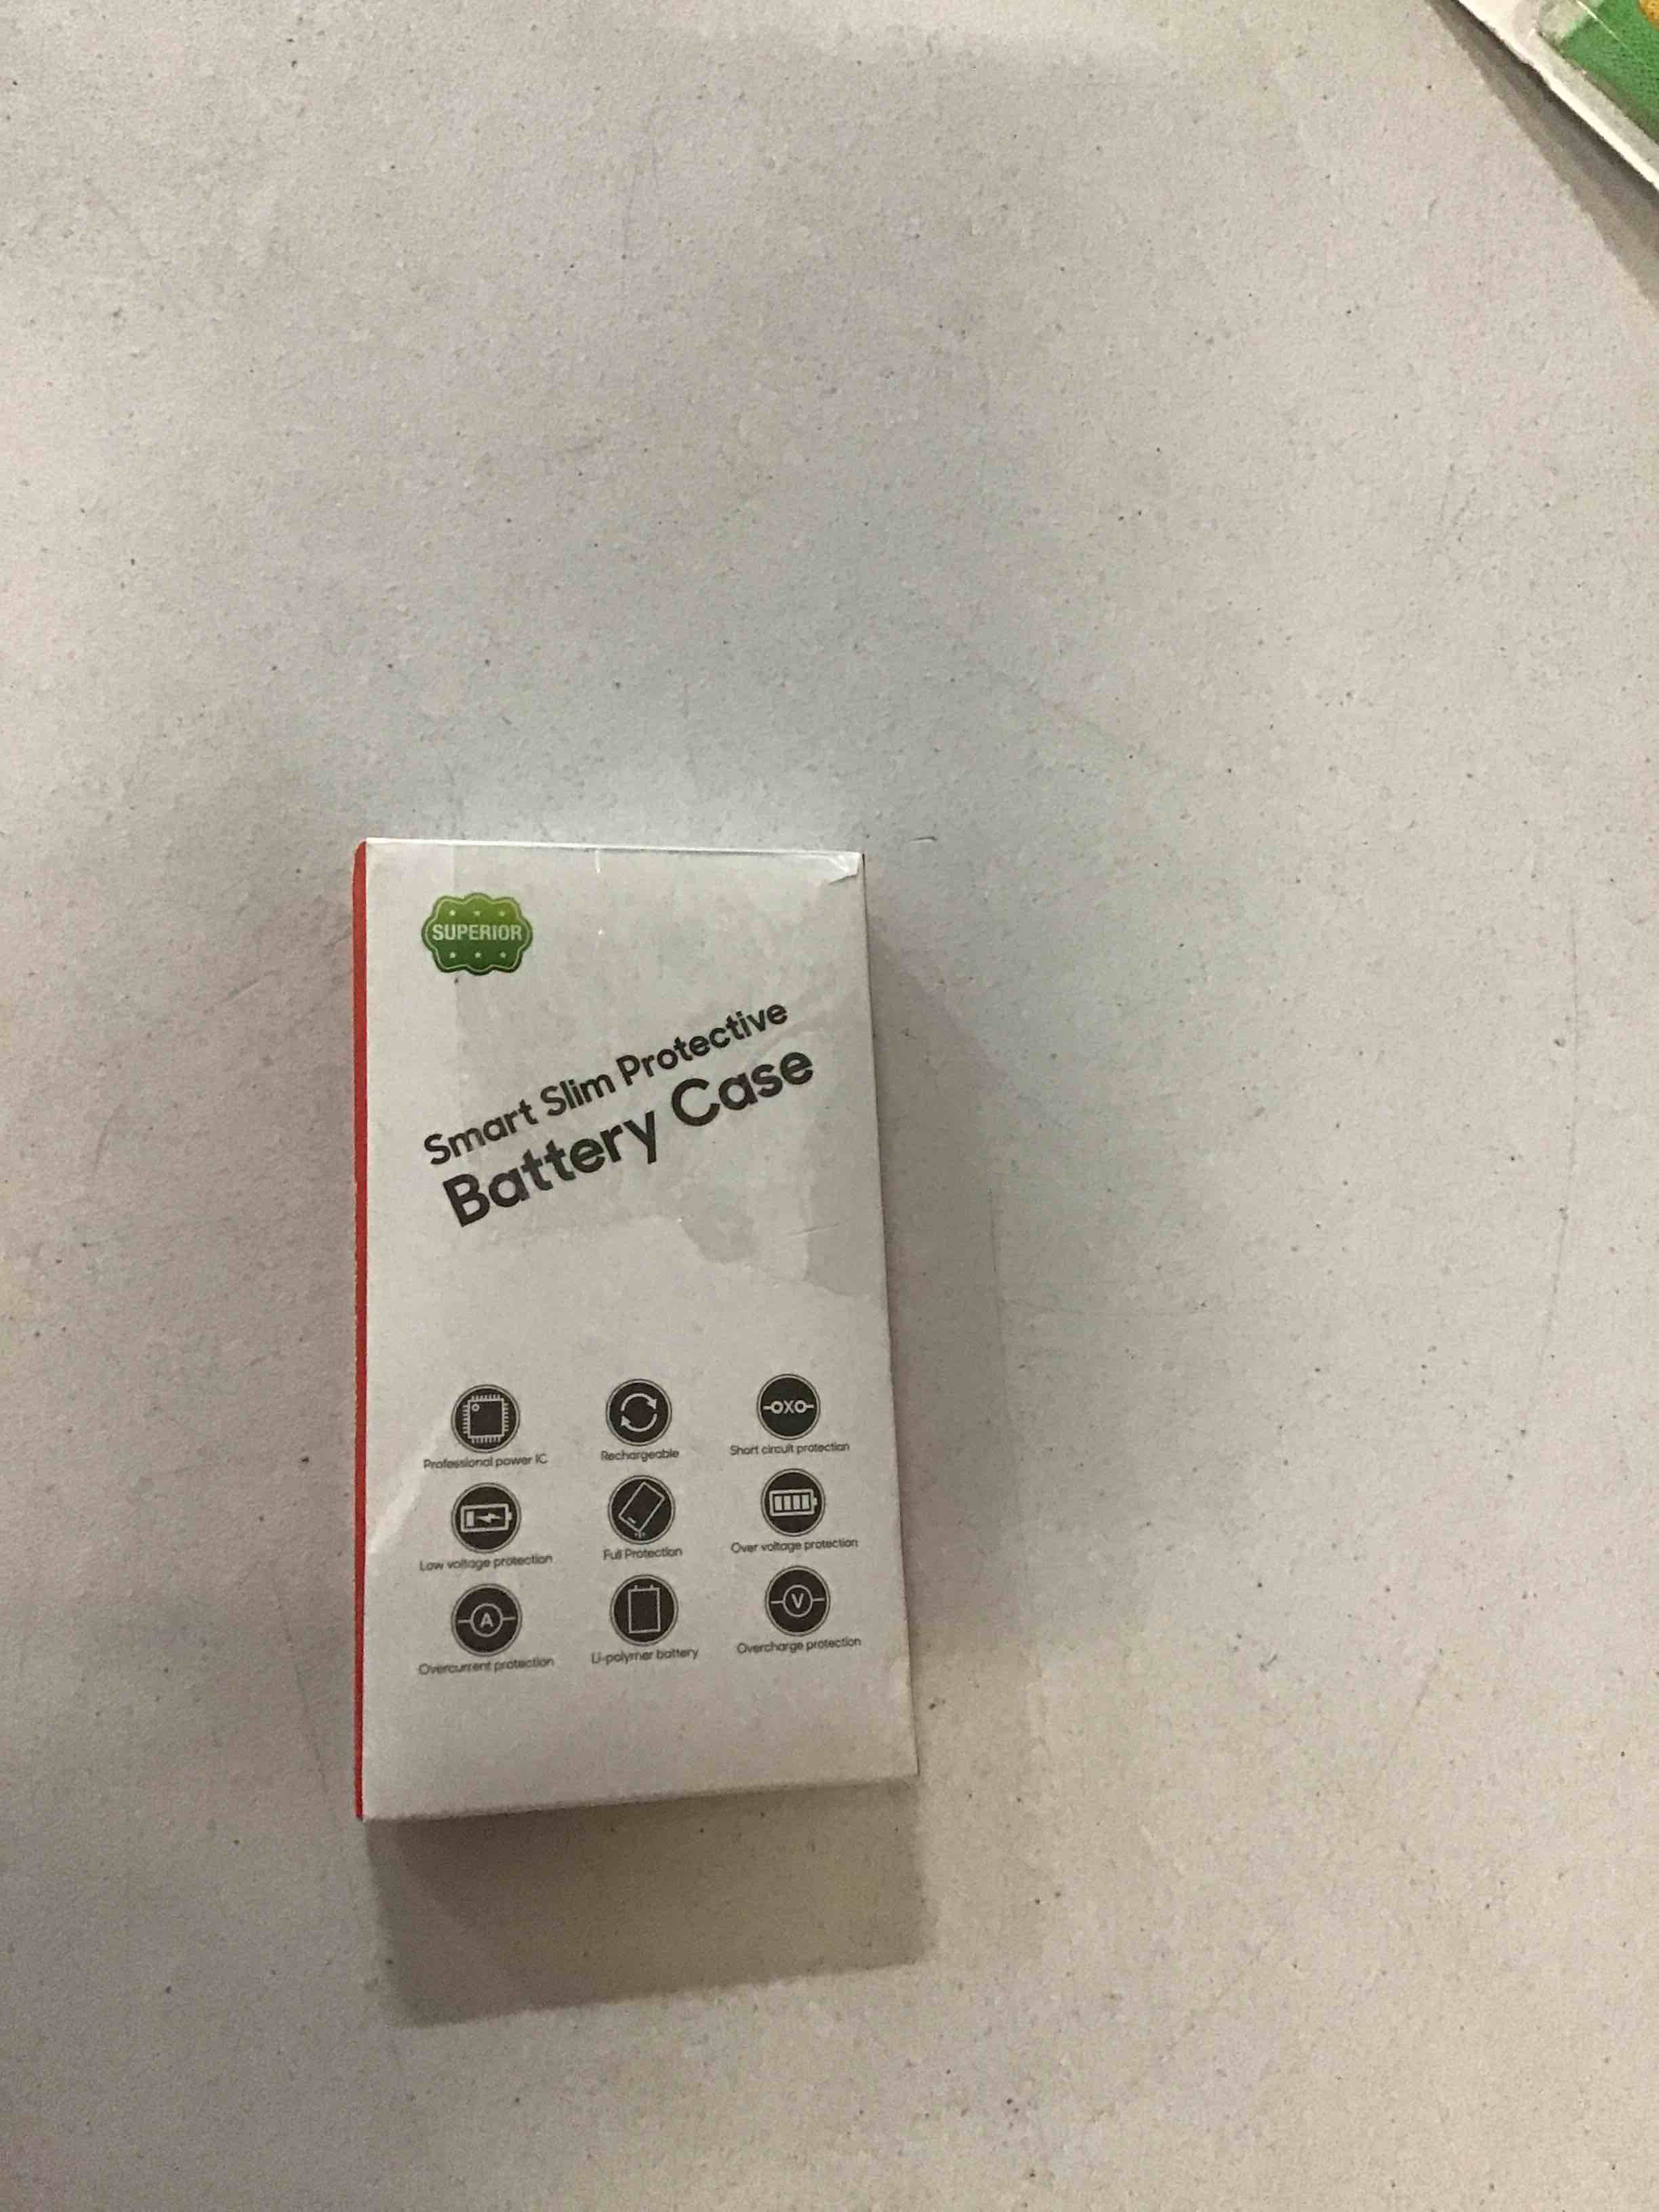 SUPERIOR
Smart Slim Protective
Battery Case
Professional power IC
Rechargeable
Short circuit protection
Low voltage protection
Full Protection
Over voltage protection
A
V
Overcurrent protection
Li-polymer battery
Overcharge protection